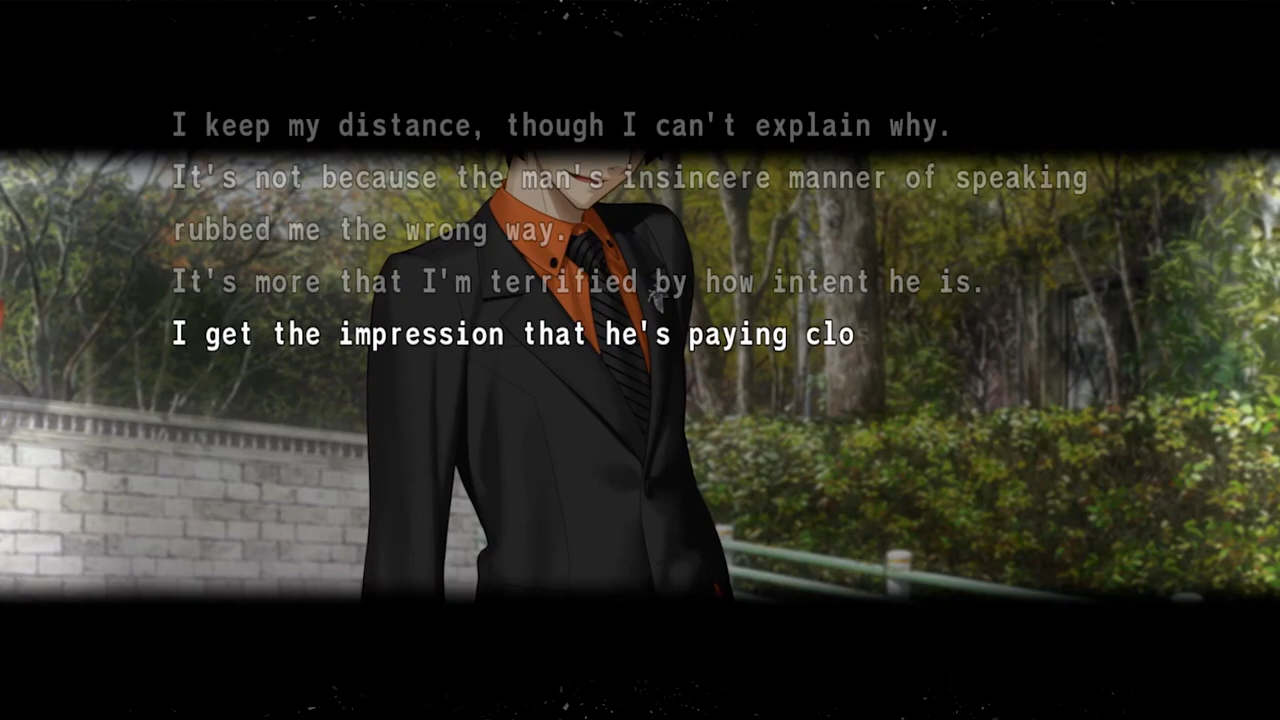 I keep my distance, though I can't explain why.
It's not because the man's insincere manner of speaking
rubbed me the wrong way.
It's more that I'm terrified by how intent he is.
I get the impression that he's paying clo